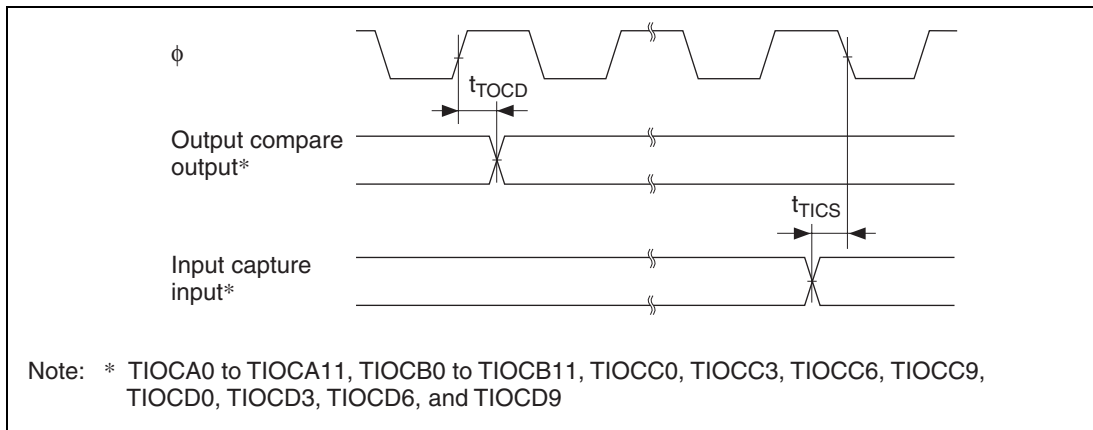 ϕ
tTOCD
Output compare
output*
tTICS
Input capture
input*
Note: * TIOCA0 to TIOCA11, TIOCB0 to TIOCB11, TIOCC0, TIOCC3, TIOCC6, TIOCC9,
TIOCD0, TIOCD3, TIOCD6, and TIOCD9